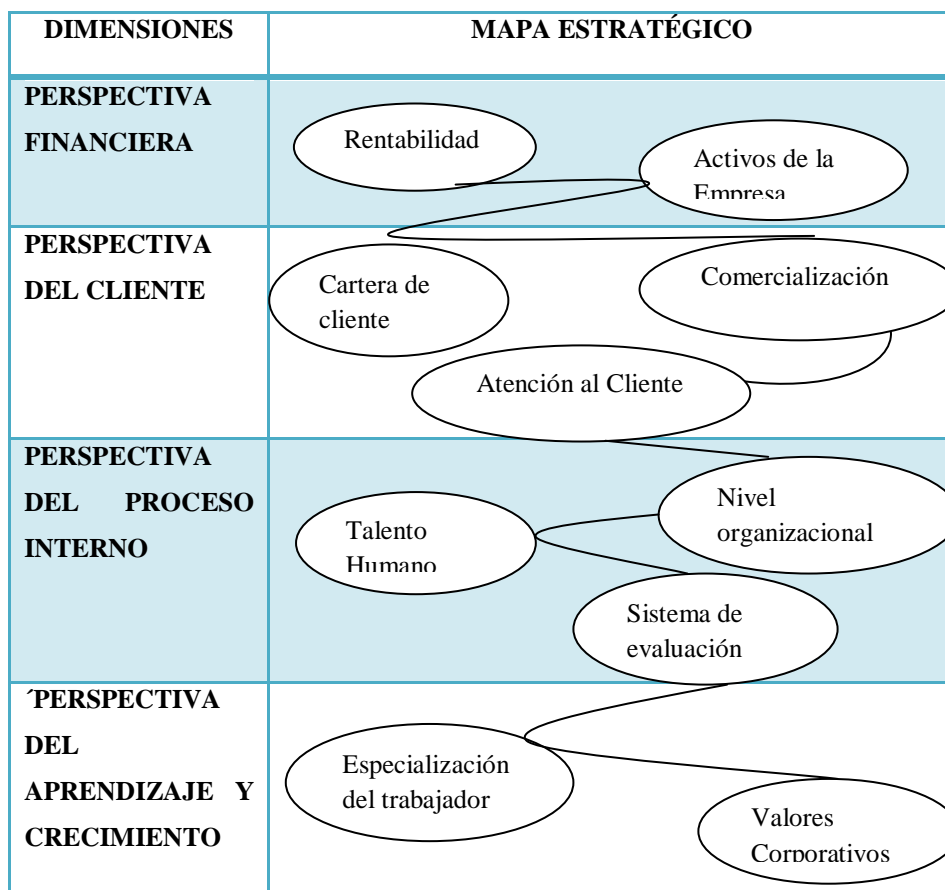 DIMENSIONES
MAPA ESTRATÉGICO
PERSPECTIVA
FINANCIERA
Rentabilidad
Activos de la
Empresa
PERSPECTIVA
DEL CLIENTE
Cartera de
cliente
Comercialización
Atención al Cliente
PERSPECTIVA
DEL PROCESO
INTERNO
Nivel
organizacional
Talento
Humano
Sistema de
evaluación
´PERSPECTIVA
DEL
APRENDIZAJE Y
CRECIMIENTO
Especialización
del trabajador
Valores
Corporativos